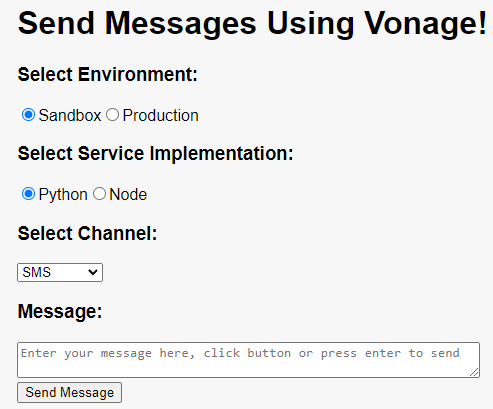 Send Messages Using Vonage!
Select Environment:
Sandbox Production
Select Service Implementation:
Python Node
Select Channel:
SMS
Message:
Enter your message here, click button or press enter to send
Send Message